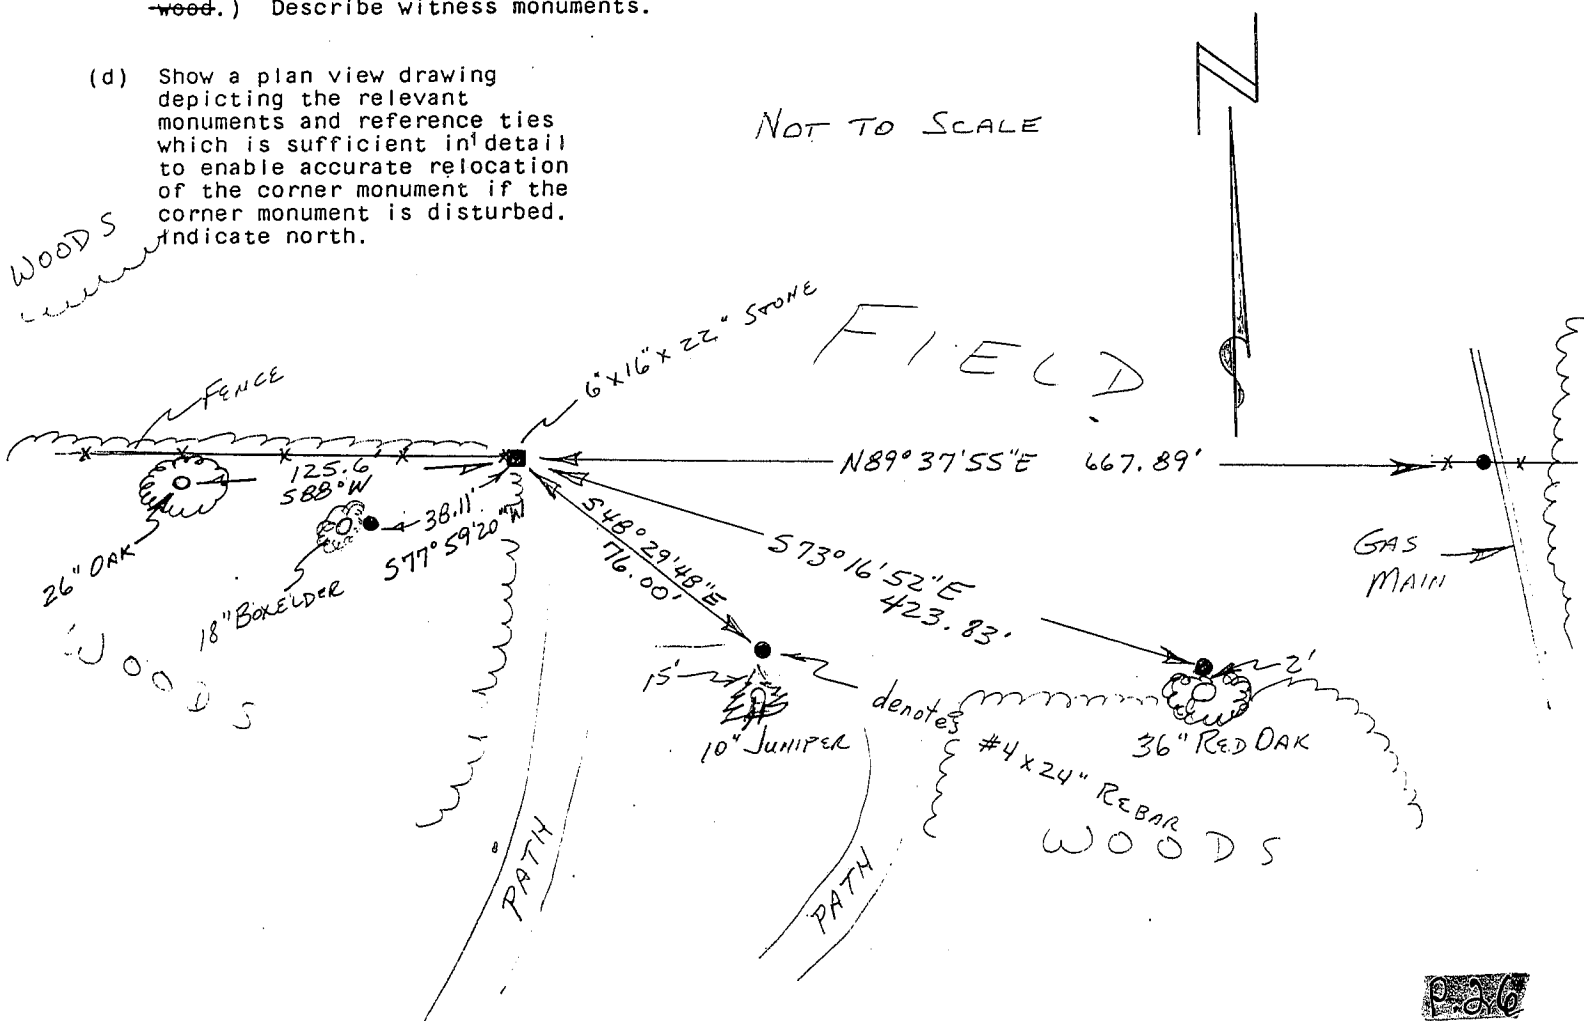 wood.) Describe witness monuments.
(d) Show a plan view drawing
depicting the relevant
monuments and reference ties
which is sufficient in detail
to enable accurate relocation
of the corner monument if the
corner monument is disturbed.
Indicate north.
NOT TO SCALE
N
WOODS
6"x16"x22" STONE
FIELD
FENCE
125.6'
S88°W
N89°37'55"E 667.89'
38.11'
S77°59'20"W
S48°29'48"E
76.00'
S73°16'52"E
423.83'
GAS
MAIN
26" OAK
18" BOXELDER
WOODS
15'
10" JUNIPER
denotes
#4 x 24" REBAR
2'
36" RED OAK
WOODS
PATH
PATH
P-26